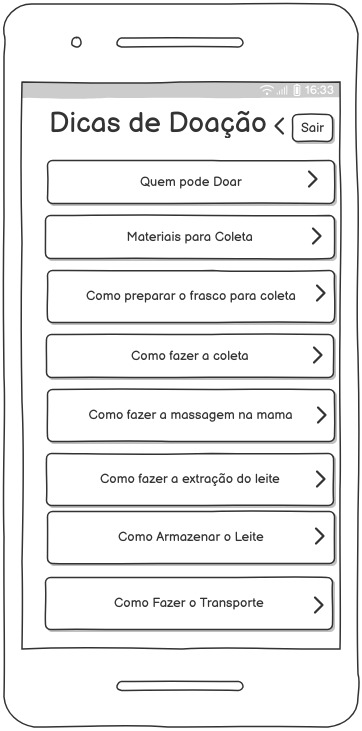 16:33
Dicas de Doação
Sair
Quem pode Doar
Materiais para Coleta
Como preparar o frasco para coleta
Como fazer a coleta
Como fazer a massagem na mama
Como fazer a extração do leite
Como Armazenar o Leite
Como Fazer o Transporte